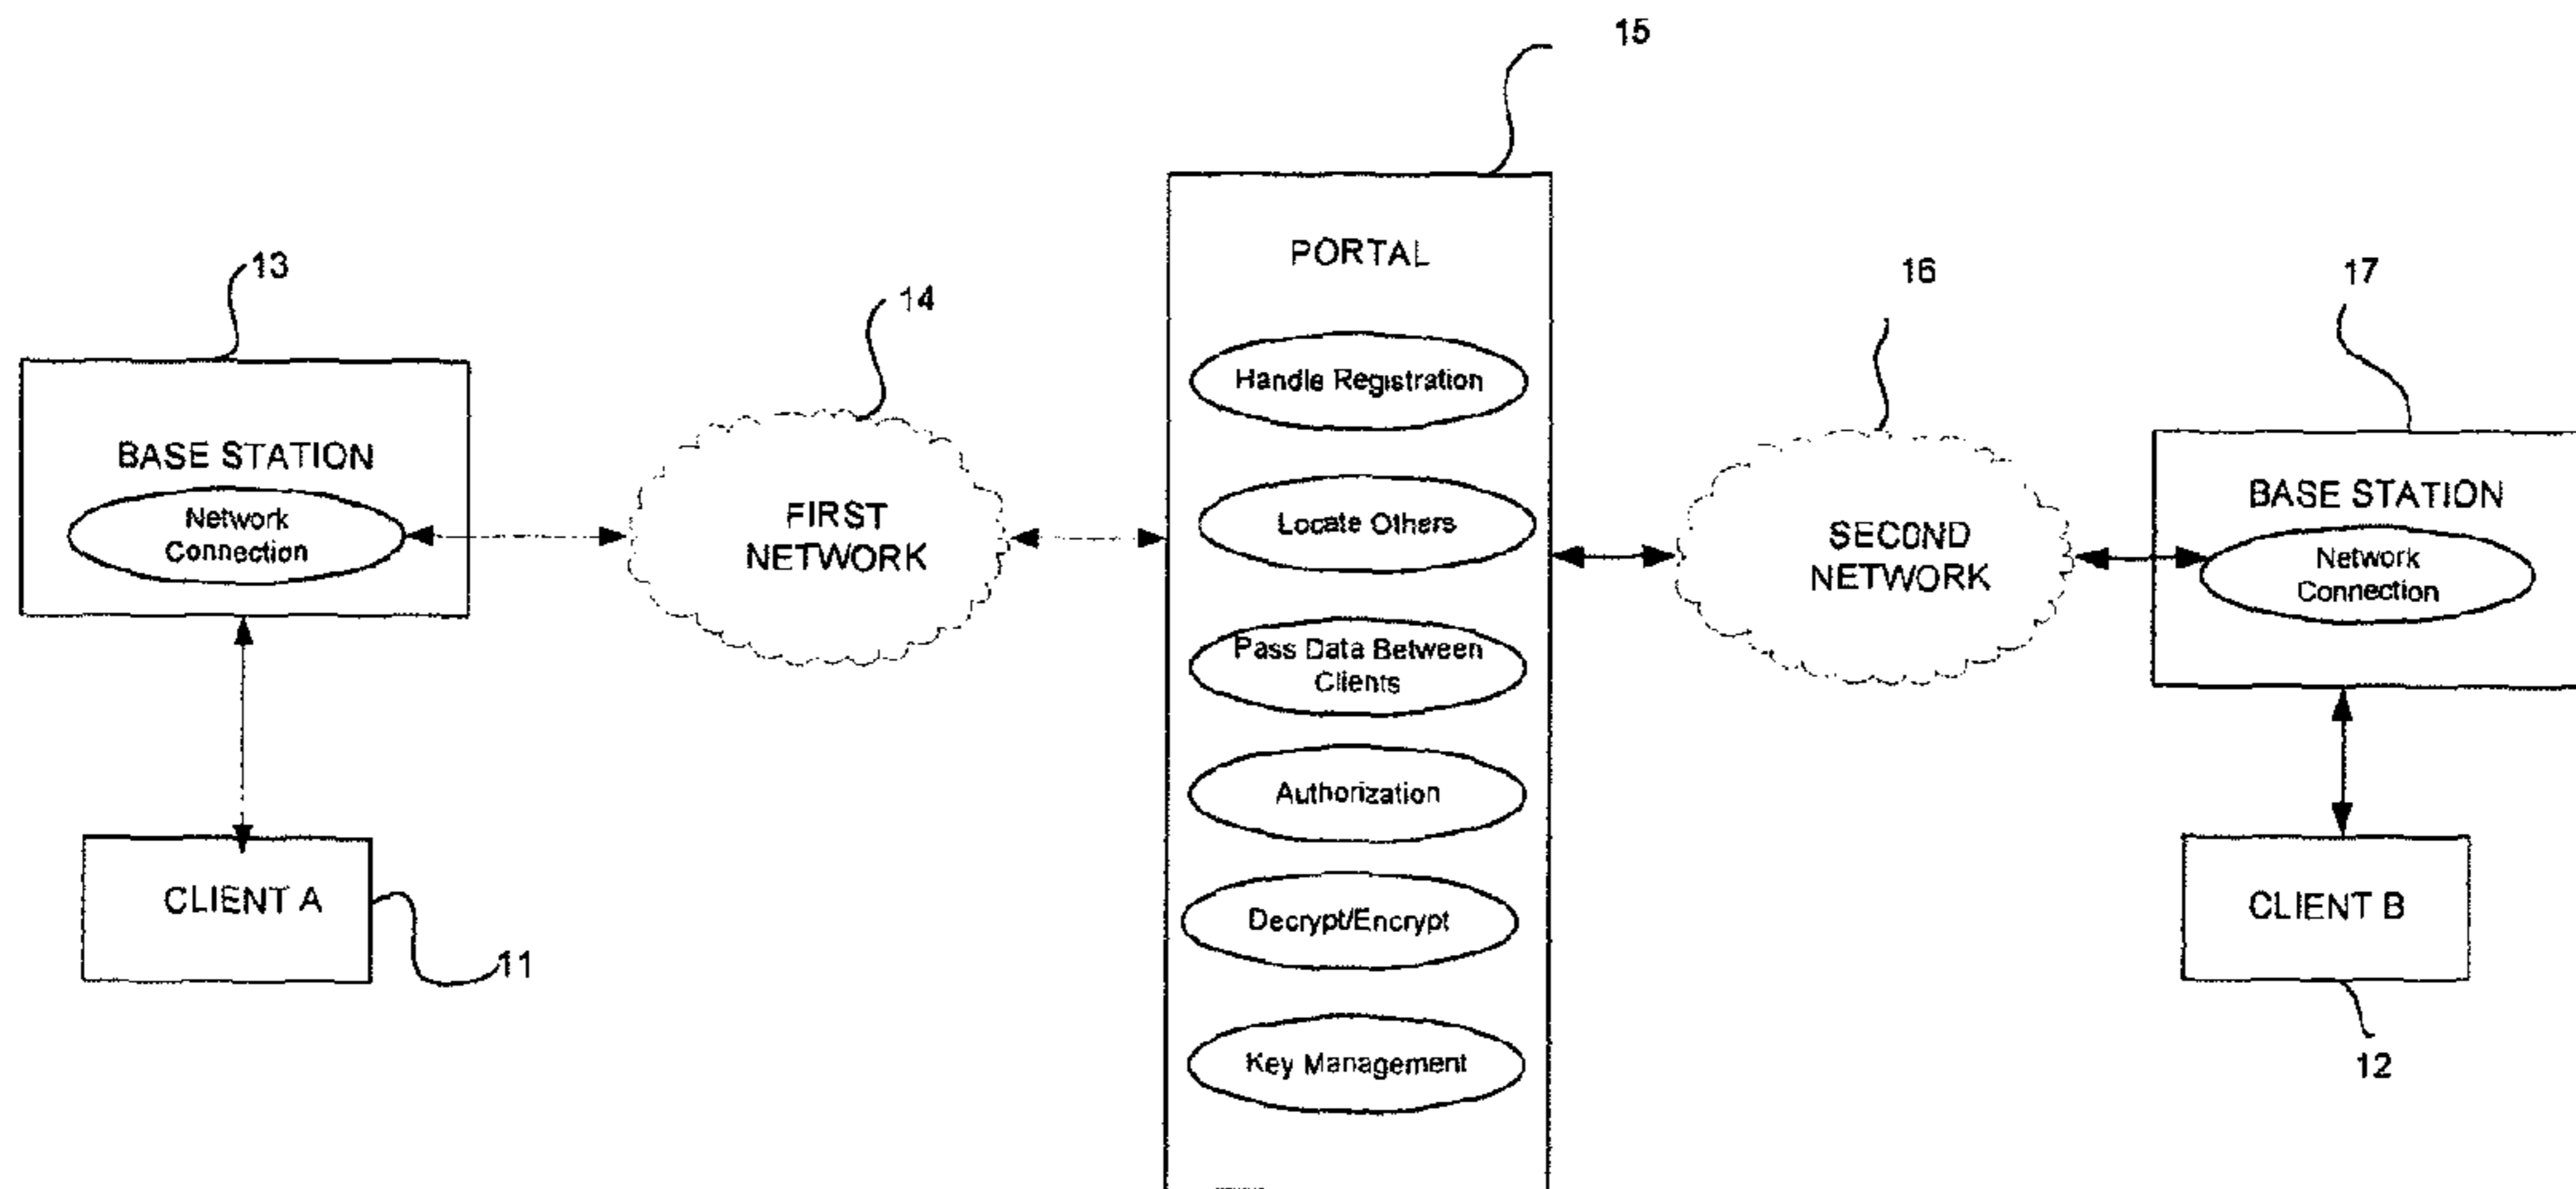 15
PORTAL
13
14
16
17
Handle Registration
BASE STATION
Network
Connection
FIRST
NETWORK
Locate Others
SECOND
NETWORK
BASE STATION
Network
Connection
Pass Data Between
Clients
Authorization
CLIENT A
11
Decrypt/Encrypt
CLIENT B
12
Key Management